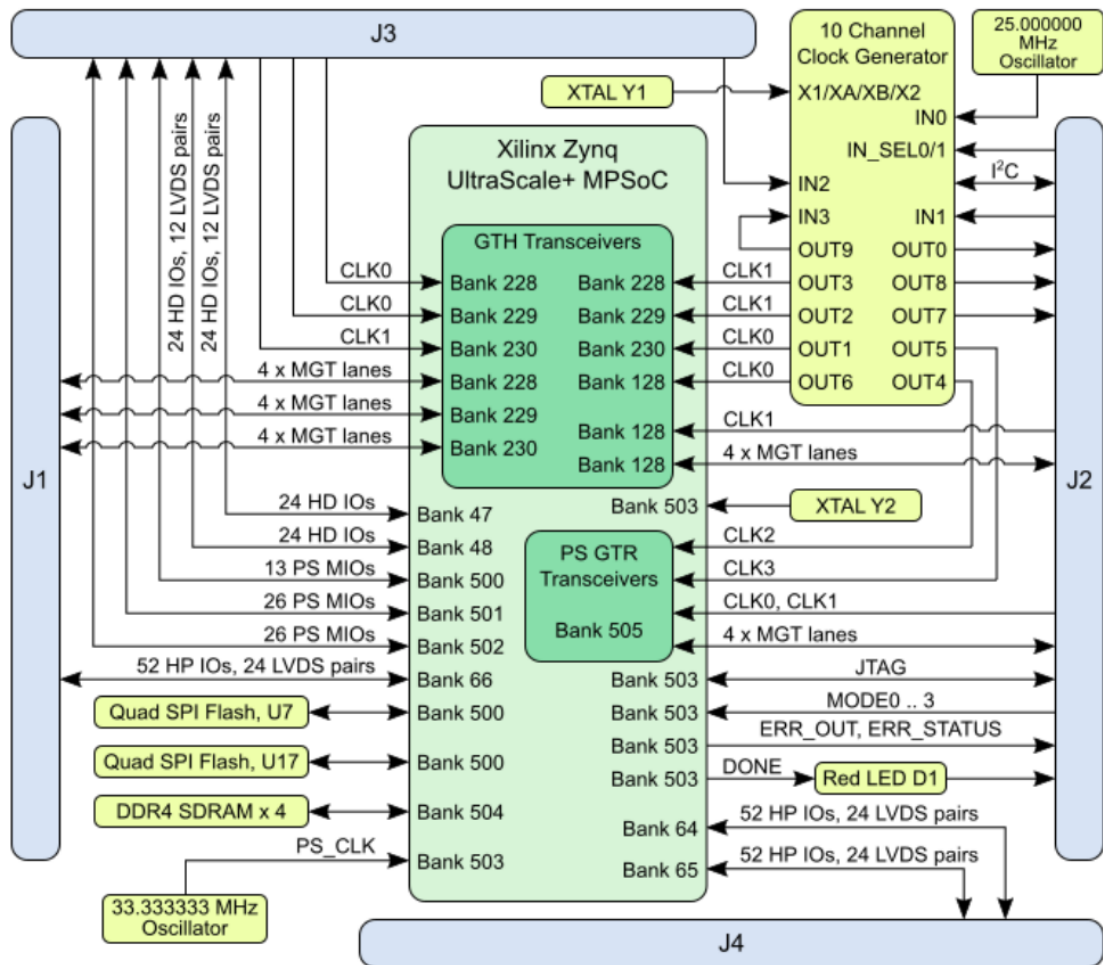 J3
10 Channel
Clock Generator
25.000000
MHz
Oscillator
XTAL Y1
X1/XA/XB/X2
IN0
IN_SEL0/1
I²C
IN2
IN3
IN1
OUT9
OUT0
OUT3
OUT8
OUT2
OUT7
OUT1
OUT5
OUT6
OUT4
24 HD IOs, 12 LVDS pairs
24 HD IOs, 12 LVDS pairs
Xilinx Zynq
UltraScale+ MPSoC
GTH Transceivers
CLK0
Bank 228
Bank 228
CLK1
CLK0
Bank 229
Bank 229
CLK1
CLK1
Bank 230
Bank 230
CLK0
4 x MGT lanes
Bank 228
Bank 128
CLK0
4 x MGT lanes
Bank 229
4 x MGT lanes
Bank 230
Bank 128
CLK1
Bank 128
4 x MGT lanes
J1
J2
24 HD IOs
Bank 47
Bank 503
XTAL Y2
24 HD IOs
Bank 48
PS GTR
Transceivers
Bank 505
CLK2
13 PS MIOs
Bank 500
CLK3
26 PS MIOs
Bank 501
CLK0, CLK1
26 PS MIOs
Bank 502
4 x MGT lanes
52 HP IOs, 24 LVDS pairs
Bank 66
Bank 503
JTAG
Quad SPI Flash, U7
Bank 500
Bank 503
MODE0 .. 3
Bank 503
ERR_OUT, ERR_STATUS
Quad SPI Flash, U17
Bank 500
Bank 503
DONE
Red LED D1
DDR4 SDRAM x 4
Bank 504
Bank 64
52 HP IOs, 24 LVDS pairs
PS_CLK
Bank 503
Bank 65
52 HP IOs, 24 LVDS pairs
33.333333 MHz
Oscillator
J4